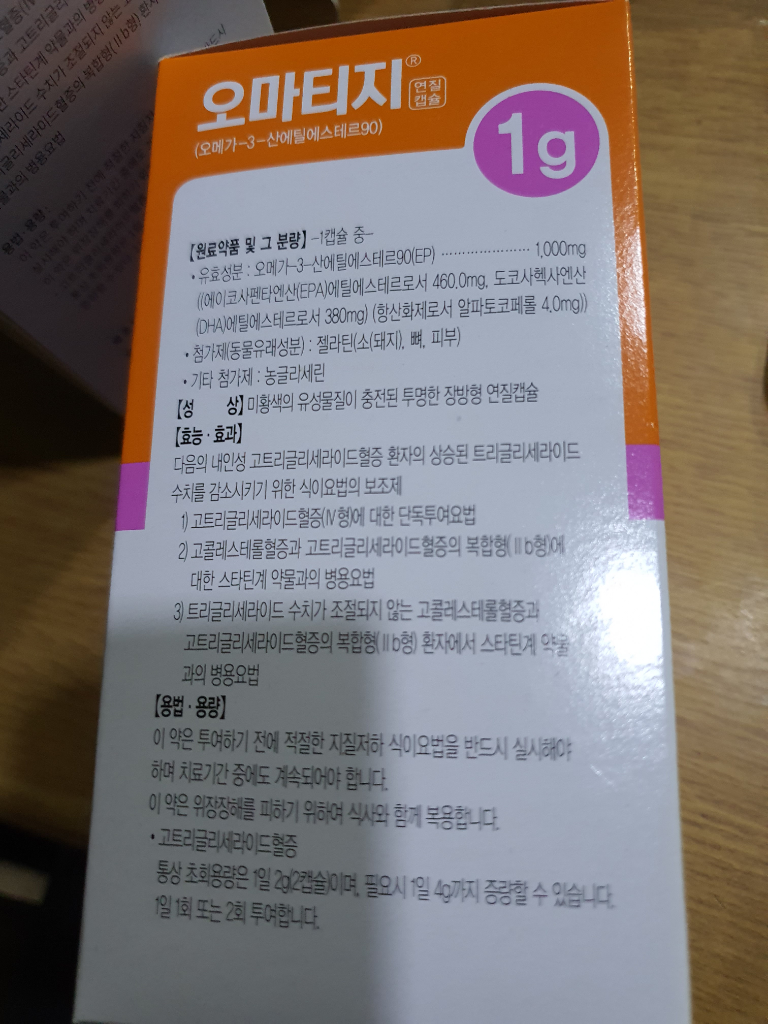 오마티지® 연질캡슐
(오메가-3-산에틸에스테르90)
1g
【원료약품 및 그 분량】 -1캡슐 중-
• 유효성분 : 오메가-3-산에틸에스테르90(EP) ····················· 1,000mg
((에이코사펜타엔산(EPA)에틸에스테르로서 460.0mg, 도코사헥사엔산
(DHA)에틸에스테르로서 380mg) (항산화제로서 알파토코페롤 4.0mg))
• 첨가제(동물유래성분) : 젤라틴(소(돼지), 뼈, 피부)
• 기타 첨가제 : 농글리세린
【성 상】 미황색의 유성물질이 충전된 투명한 장방형 연질캡슐
【효능·효과】
다음의 내인성 고트리글리세라이드혈증 환자의 상승된 트리글리세라이드
수치를 감소시키기 위한 식이요법의 보조제
1) 고트리글리세라이드혈증(Ⅳ형)에 대한 단독투여요법
2) 고콜레스테롤혈증과 고트리글리세라이드혈증의 복합형(Ⅱb형)에
대한 스타틴계 약물과의 병용요법
3) 트리글리세라이드 수치가 조절되지 않는 고콜레스테롤혈증과
고트리글리세라이드혈증의 복합형(Ⅱb형) 환자에서 스타틴계 약물
과의 병용요법
【용법·용량】
이 약은 투여하기 전에 적절한 지질저하 식이요법을 반드시 실시해야
하며 치료기간 중에도 계속되어야 합니다.
이 약은 위장장해를 피하기 위하여 식사와 함께 복용합니다.
• 고트리글리세라이드혈증
통상 초회용량은 1일 2g(2캡슐)이며, 필요시 1일 4g까지 증량할 수 있습니다.
1일 1회 또는 2회 투여합니다.